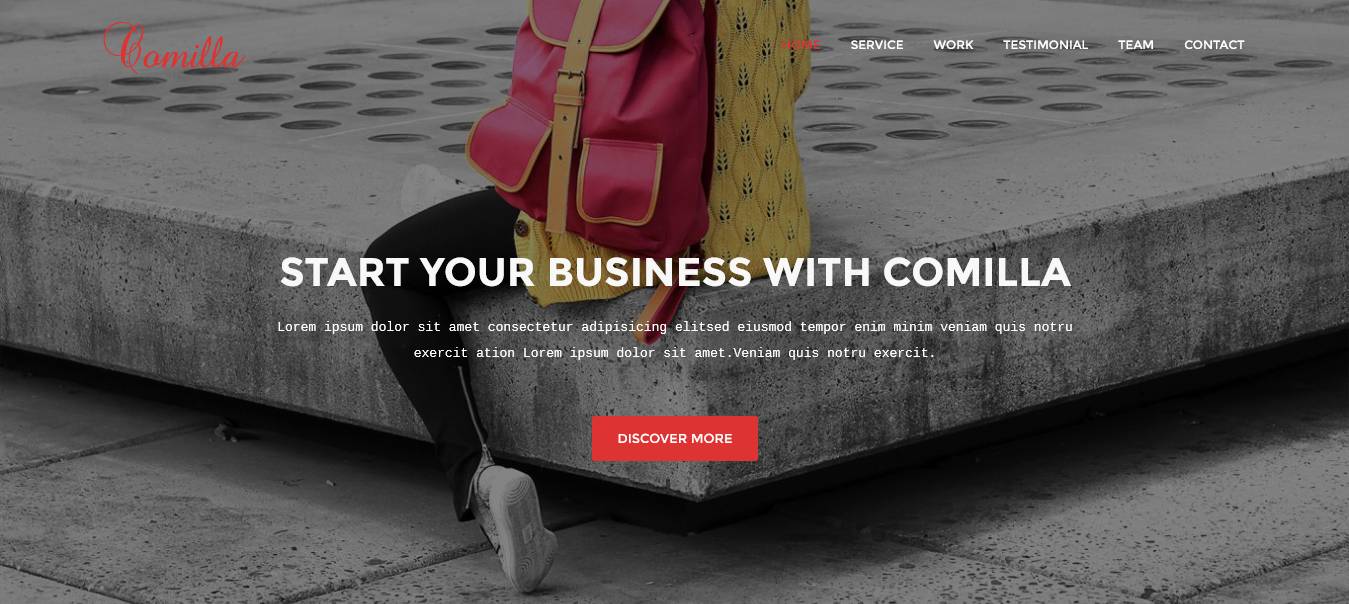 Comilla
HOME SERVICE WORK TESTIMONIAL TEAM CONTACT
START YOUR BUSINESS WITH COMILLA
Lorem ipsum dolor sit amet consectetur adipisicing elitsed eiusmod tempor enim minim veniam quis notru
exercit ation Lorem ipsum dolor sit amet.Veniam quis notru exercit.
DISCOVER MORE